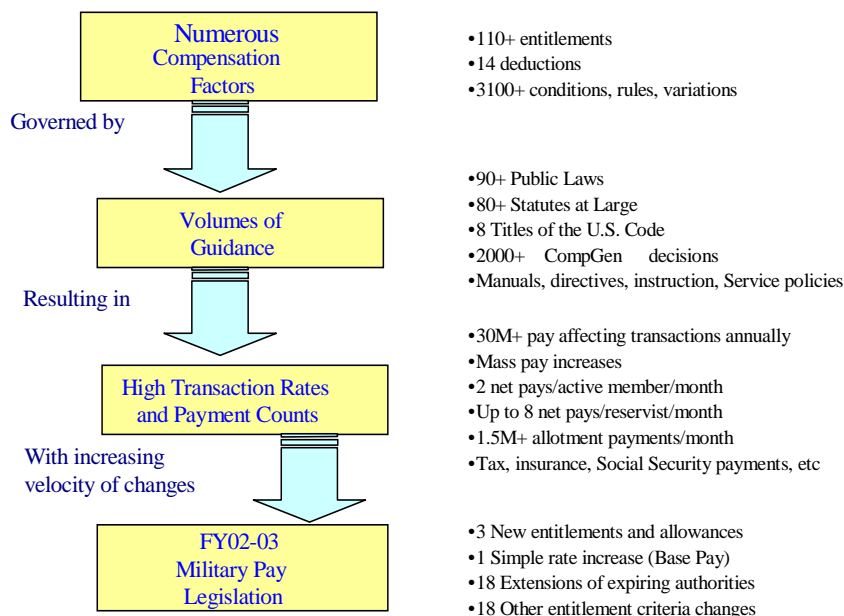 Numerous
Compensation
Factors
•110+ entitlements
•14 deductions
•3100+ conditions, rules, variations
Governed by
Volumes of
Guidance
•90+ Public Laws
•80+ Statutes at Large
•8 Titles of the U.S. Code
•2000+ CompGen decisions
•Manuals, directives, instruction, Service policies
Resulting in
High Transaction Rates
and Payment Counts
•30M+ pay affecting transactions annually
•Mass pay increases
•2 net pays/active member/month
•Up to 8 net pays/reservist/month
•1.5M+ allotment payments/month
•Tax, insurance, Social Security payments, etc
With increasing
velocity of changes
FY02-03
Military Pay
Legislation
•3 New entitlements and allowances
•1 Simple rate increase (Base Pay)
•18 Extensions of expiring authorities
•18 Other entitlement criteria changes